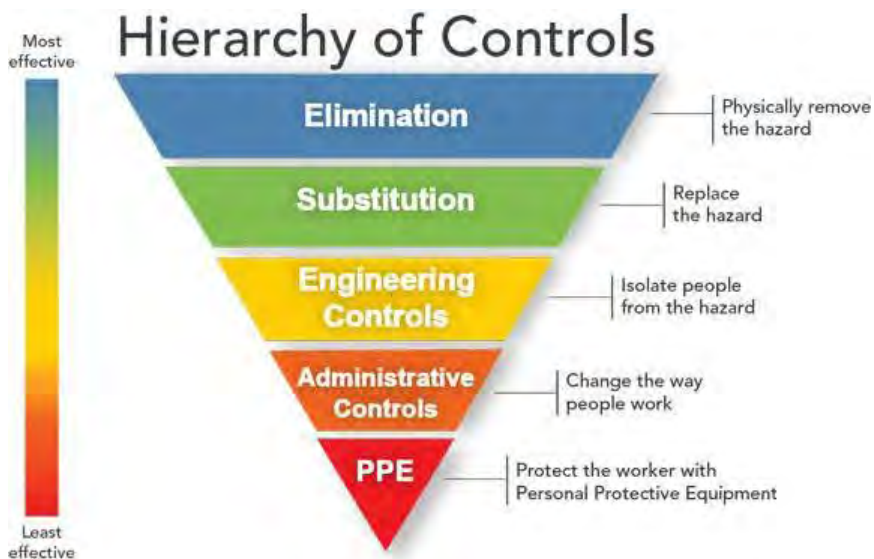 Hierarchy of Controls
Most
effective
Elimination
Physically remove
the hazard
Substitution
Replace
the hazard
Engineering
Controls
Isolate people
from the hazard
Administrative
Controls
Change the way
people work
PPE
Protect the worker with
Personal Protective Equipment
Least
effective